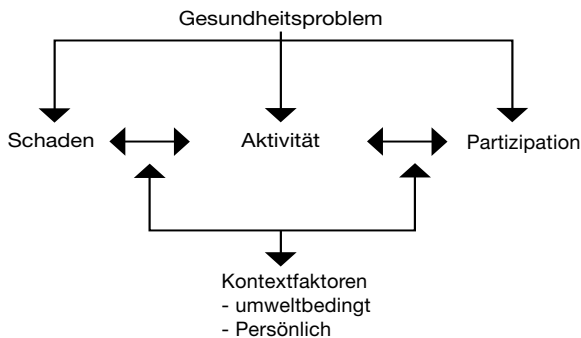 Gesundheitsproblem
Schaden Aktivität Partizipation
Kontextfaktoren
- umweltbedingt
- Persönlich